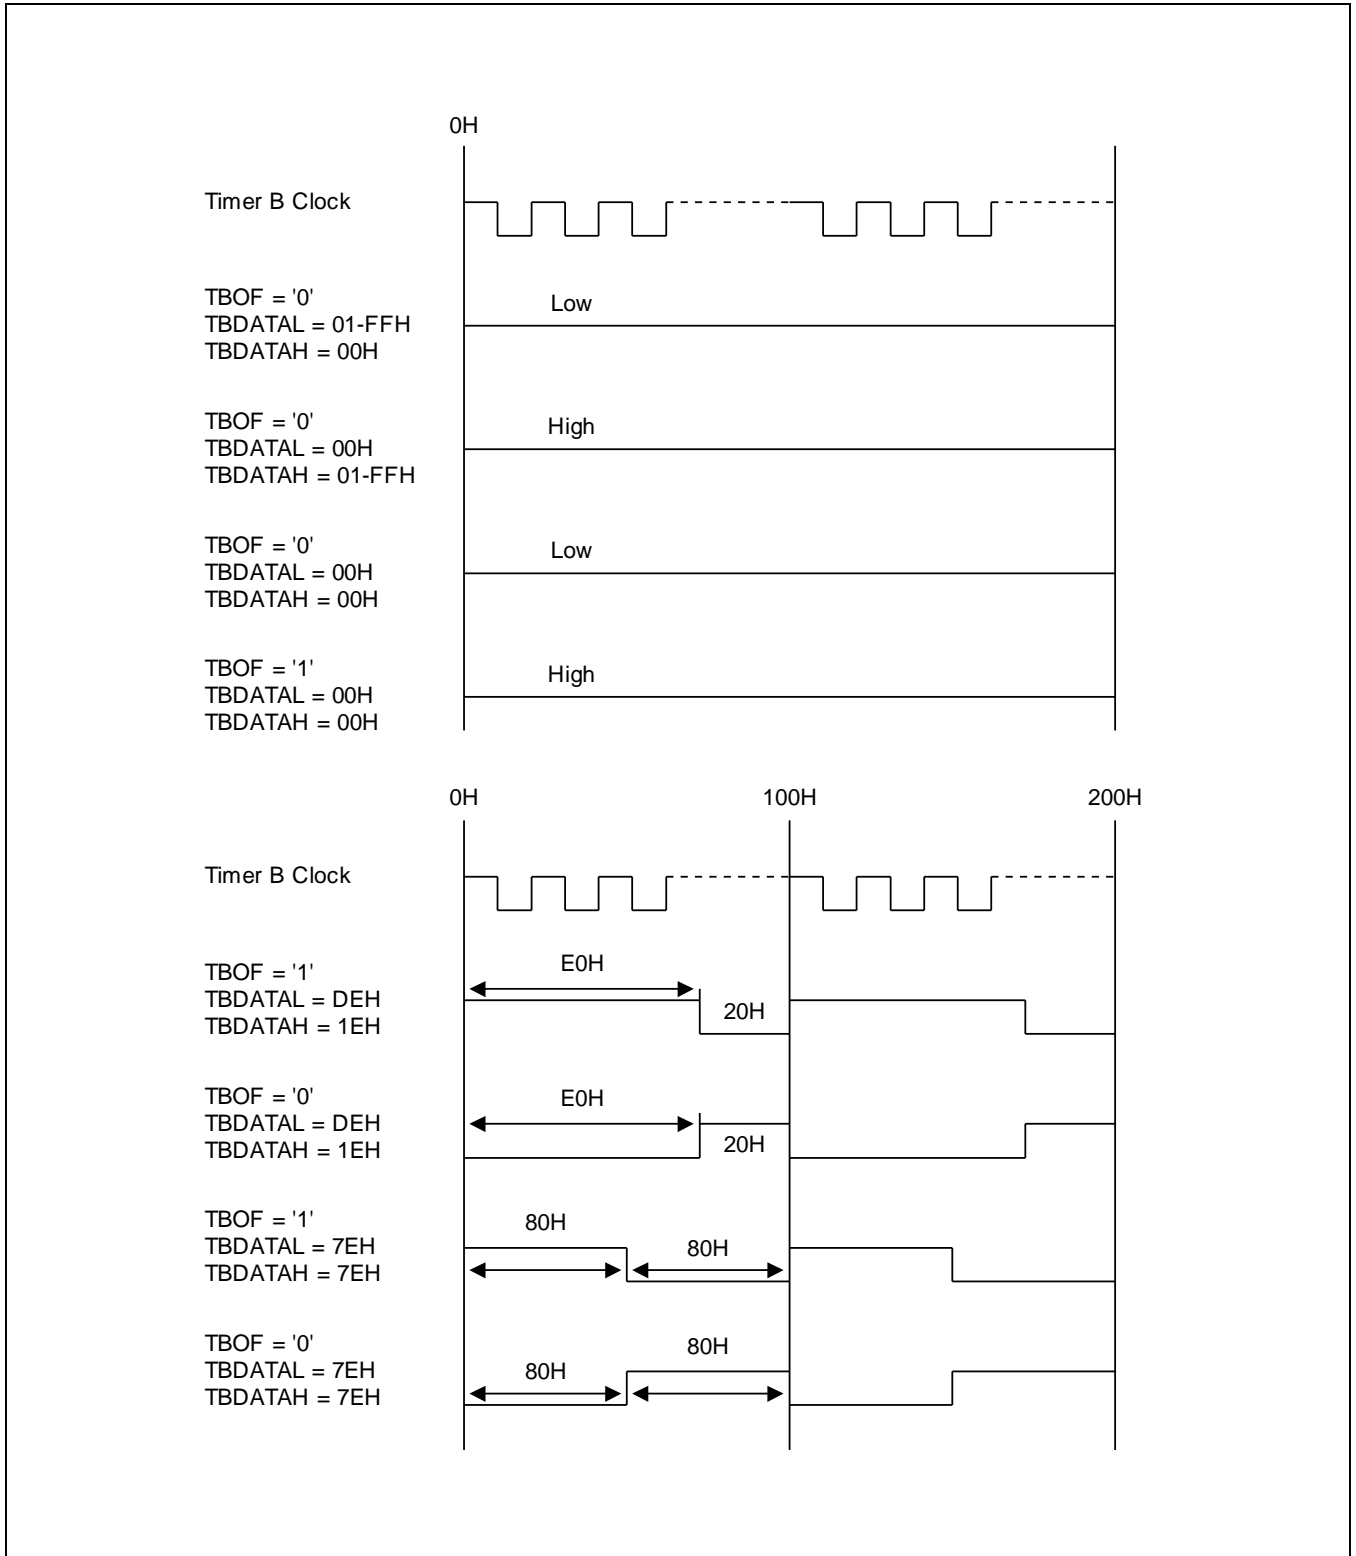 0H
Timer B Clock
TBOF = '0'
TBDATAL = 01-FFH
TBDATAH = 00H
Low
TBOF = '0'
TBDATAL = 00H
TBDATAH = 01-FFH
High
TBOF = '0'
TBDATAL = 00H
TBDATAH = 00H
Low
TBOF = '1'
TBDATAL = 00H
TBDATAH = 00H
High
0H 100H 200H
Timer B Clock
TBOF = '1'
TBDATAL = DEH
TBDATAH = 1EH
E0H
20H
TBOF = '0'
TBDATAL = DEH
TBDATAH = 1EH
E0H
20H
TBOF = '1'
TBDATAL = 7EH
TBDATAH = 7EH
80H
80H
TBOF = '0'
TBDATAL = 7EH
TBDATAH = 7EH
80H
80H